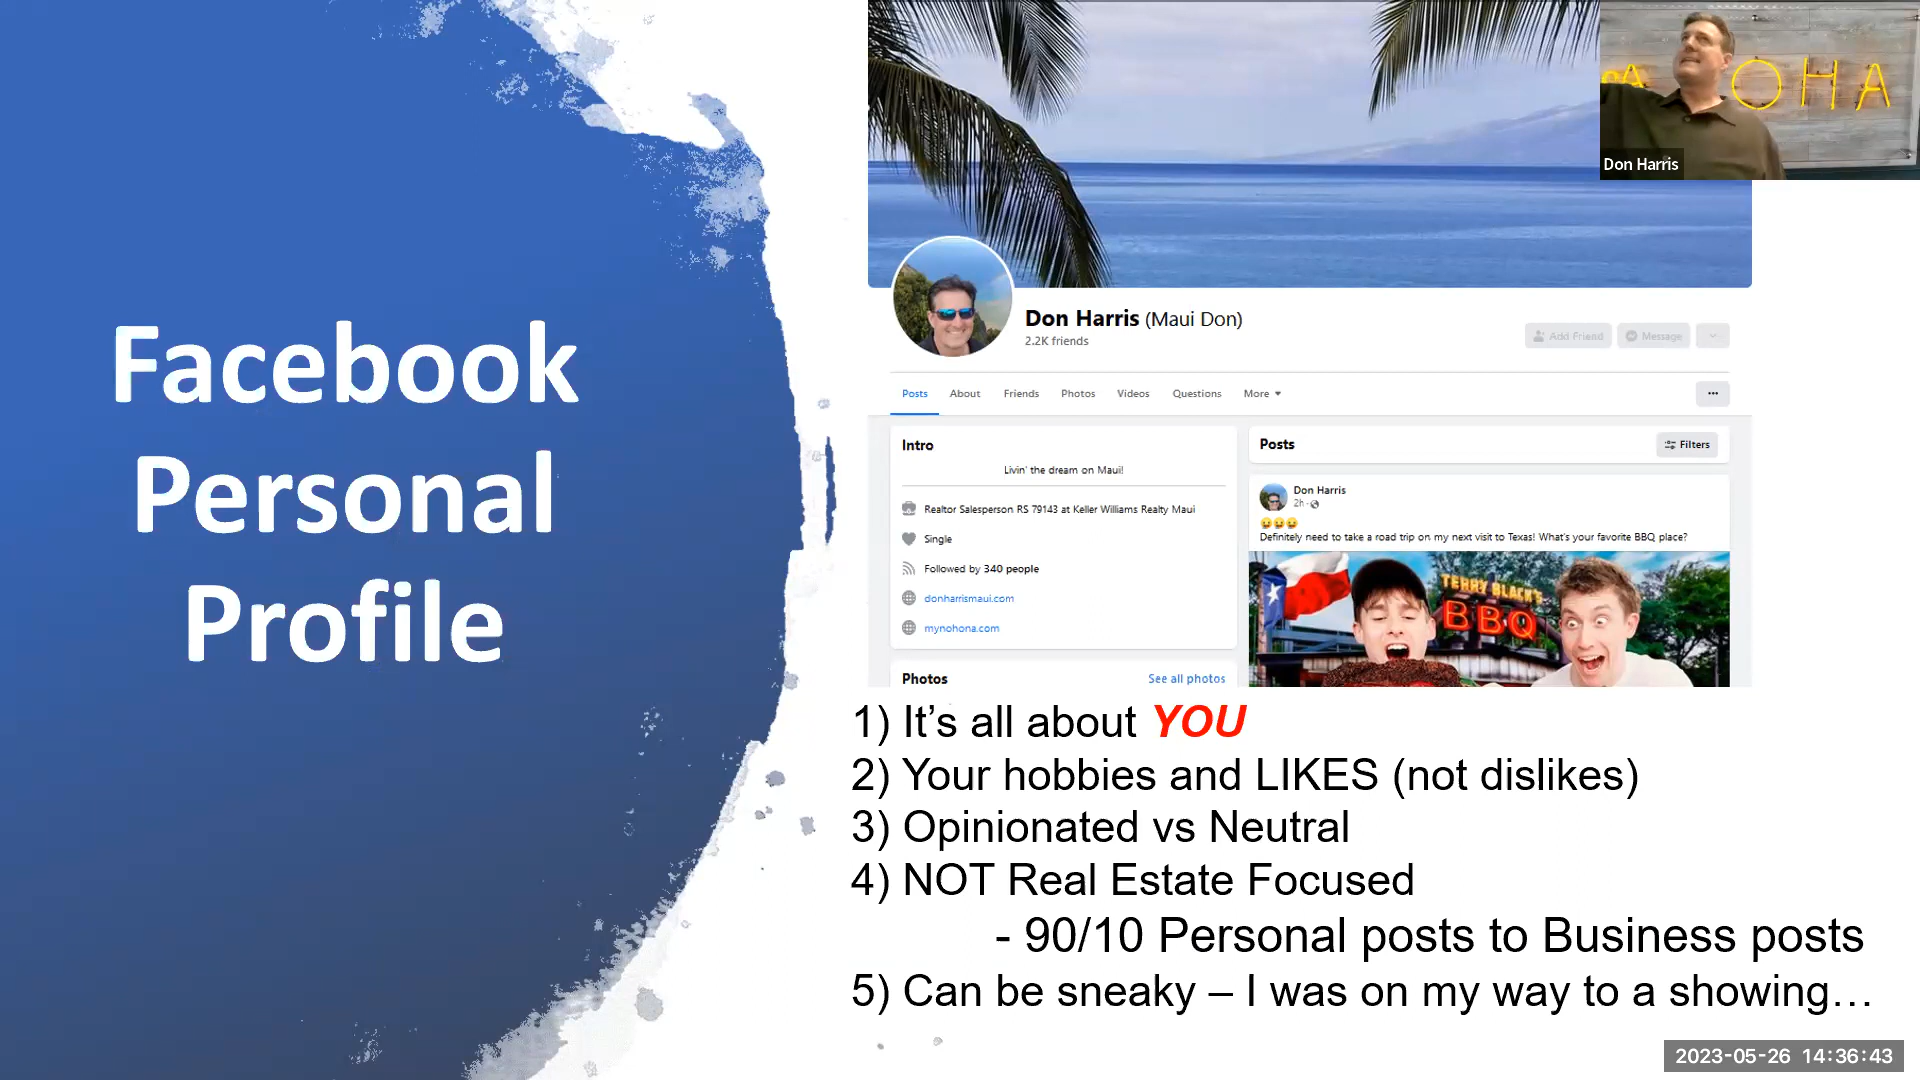 Facebook
Personal
Profile
OHA
Don Harris
Don Harris (Maui Don)
2.2K friends
Add Friend
Message
Posts
About
Friends
Photos
Videos
Questions
More
Intro
Livin' the dream on Maui!
Realtor Salesperson RS 79143 at Keller Williams Realty Maui
Single
Followed by 340 people
donharrismaui.com
mynohona.com
Photos
See all photos
Posts
Filters
Don Harris
2h
Definitely need to take a road trip on my next visit to Texas! What's your favorite BBQ place?
TERRY BLACK'S
BBQ
1) It's all about YOU
2) Your hobbies and LIKES (not dislikes)
3) Opinionated vs Neutral
4) NOT Real Estate Focused
- 90/10 Personal posts to Business posts
5) Can be sneaky – I was on my way to a showing…
2023-05-26 14:36:43